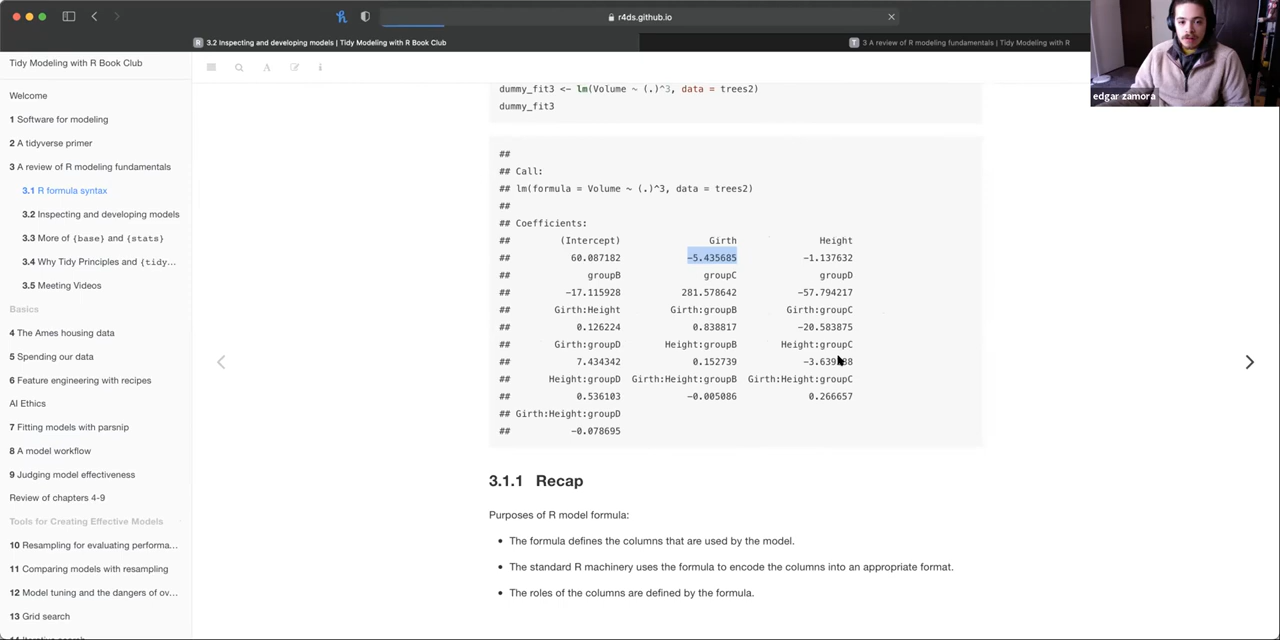 r4ds.github.io
R 3.2 Inspecting and developing models | Tidy Modeling with R Book Club
T 3 A review of R modeling fundamentals | Tidy Modeling with R
edgar zamora
Tidy Modeling with R Book Club
Welcome
1 Software for modeling
2 A tidyverse primer
3 A review of R modeling fundamentals
3.1 R formula syntax
3.2 Inspecting and developing models
3.3 More of {base} and {stats}
3.4 Why Tidy Principles and {tidy...
3.5 Meeting Videos
Basics
4 The Ames housing data
5 Spending our data
6 Feature engineering with recipes
AI Ethics
7 Fitting models with parsnip
8 A model workflow
9 Judging model effectiveness
Review of chapters 4-9
Tools for Creating Effective Models
10 Resampling for evaluating performa...
11 Comparing models with resampling
12 Model tuning and the dangers of ov...
13 Grid search
dummy_fit3 <- lm(Volume ~ (.)^3, data = trees2)
dummy_fit3
##
## Call:
## lm(formula = Volume ~ (.)^3, data = trees2)
##
## Coefficients:
## (Intercept) Girth Height
## 60.087182 -5.435685 -1.137632
## groupB groupC groupD
## -17.115928 281.578642 -57.794217
## Girth:Height Girth:groupB Girth:groupC
## 0.126224 0.838817 -20.583875
## Girth:groupD Height:groupB Height:groupC
## 7.434342 0.152739
## Height:groupD Girth:Height:groupB Girth:Height:groupC
## 0.536103 -0.005086 0.266657
## Girth:Height:groupD
## -0.078695
3.1.1 Recap
Purposes of R model formula:
• The formula defines the columns that are used by the model.
• The standard R machinery uses the formula to encode the columns into an appropriate format.
• The roles of the columns are defined by the formula.